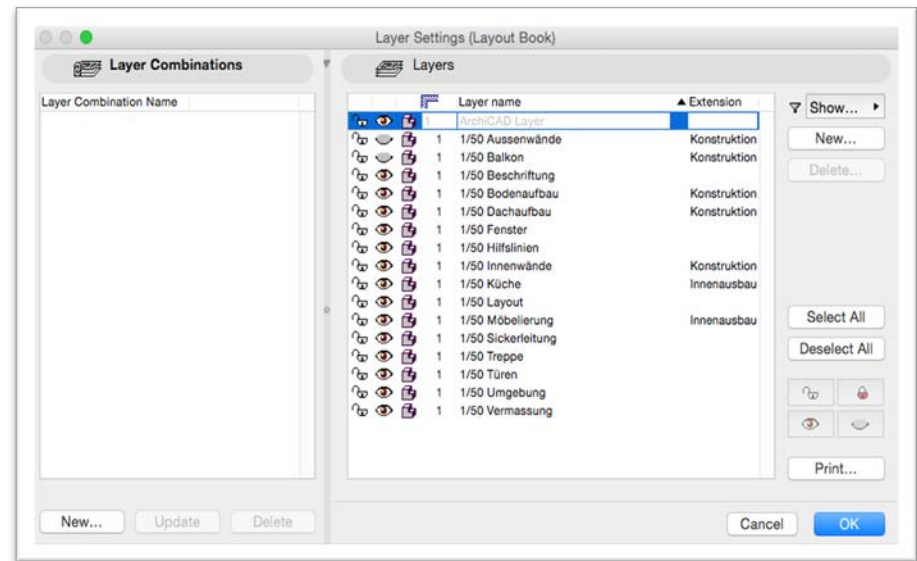 Layer Settings (Layout Book)
Layer Combinations
Layers
Layer Combination Name
Layer name ▲ Extension
Show...
1 ArchiCAD Layer
1 1/50 Aussenwände Konstruktion
New...
1 1/50 Balkon Konstruktion
1 1/50 Beschriftung
Delete...
1 1/50 Bodenaufbau Konstruktion
1 1/50 Dachaufbau Konstruktion
1 1/50 Fenster
1 1/50 Hilfslinien
1 1/50 Innenwände Konstruktion
1 1/50 Küche Innenausbau
1 1/50 Layout
1 1/50 Möbelierung Innenausbau
Select All
1 1/50 Sickerleitung
1 1/50 Treppe
Deselect All
1 1/50 Türen
1 1/50 Umgebung
1 1/50 Vermassung
Print...
New... Update Delete
Cancel OK